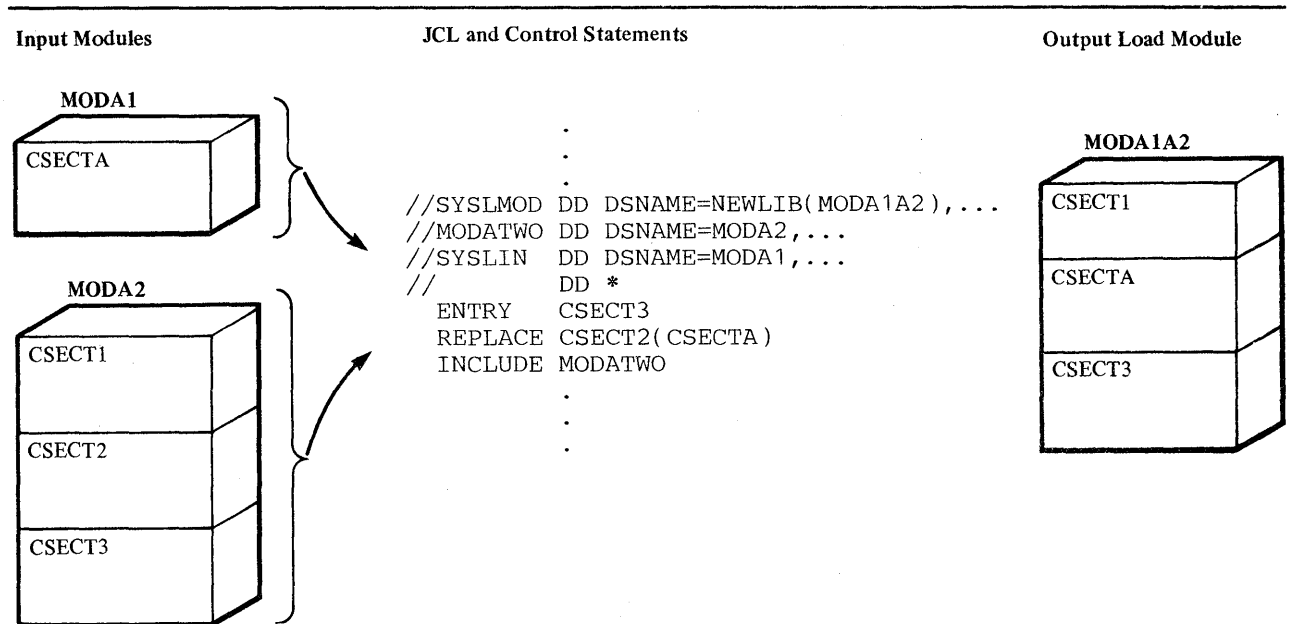 Input Modules
JCL and Control Statements
Output Load Module
MODA1
CSECTA
MODA2
CSECT1
CSECT2
CSECT3
.
.
.
//SYSLMOD DD DSNAME=NEWLIB(MODA1A2),...
//MODATWO DD DSNAME=MODA2,...
//SYSLIN  DD DSNAME=MODA1,...
//        DD *
  ENTRY   CSECT3
  REPLACE CSECT2(CSECTA)
  INCLUDE MODATWO
.
.
.
MODA1A2
CSECT1
CSECTA
CSECT3